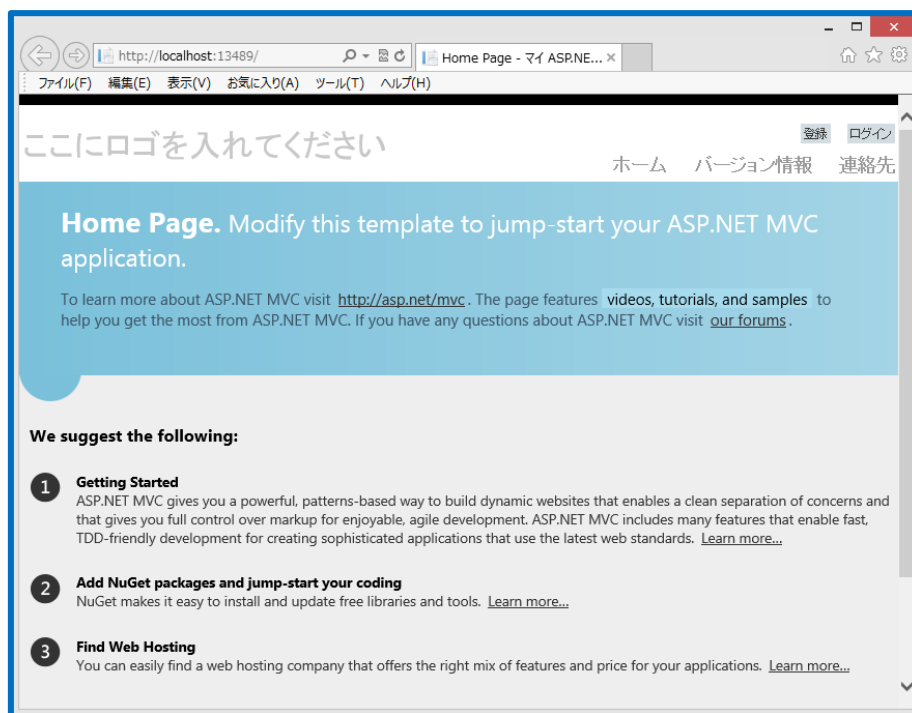 http://localhost:13489/
Home Page - マイ ASP.NE...
ファイル(F) 編集(E) 表示(V) お気に入り(A) ツール(T) ヘルプ(H)
登録 ログイン
ここにロゴを入れてください
ホーム バージョン情報 連絡先
Home Page. Modify this template to jump-start your ASP.NET MVC
application.
To learn more about ASP.NET MVC visit http://asp.net/mvc. The page features videos, tutorials, and samples to
help you get the most from ASP.NET MVC. If you have any questions about ASP.NET MVC visit our forums.
We suggest the following:
1 Getting Started
ASP.NET MVC gives you a powerful, patterns-based way to build dynamic websites that enables a clean separation of concerns and
that gives you full control over markup for enjoyable, agile development. ASP.NET MVC includes many features that enable fast,
TDD-friendly development for creating sophisticated applications that use the latest web standards. Learn more...
2 Add NuGet packages and jump-start your coding
NuGet makes it easy to install and update free libraries and tools. Learn more...
3 Find Web Hosting
You can easily find a web hosting company that offers the right mix of features and price for your applications. Learn more...